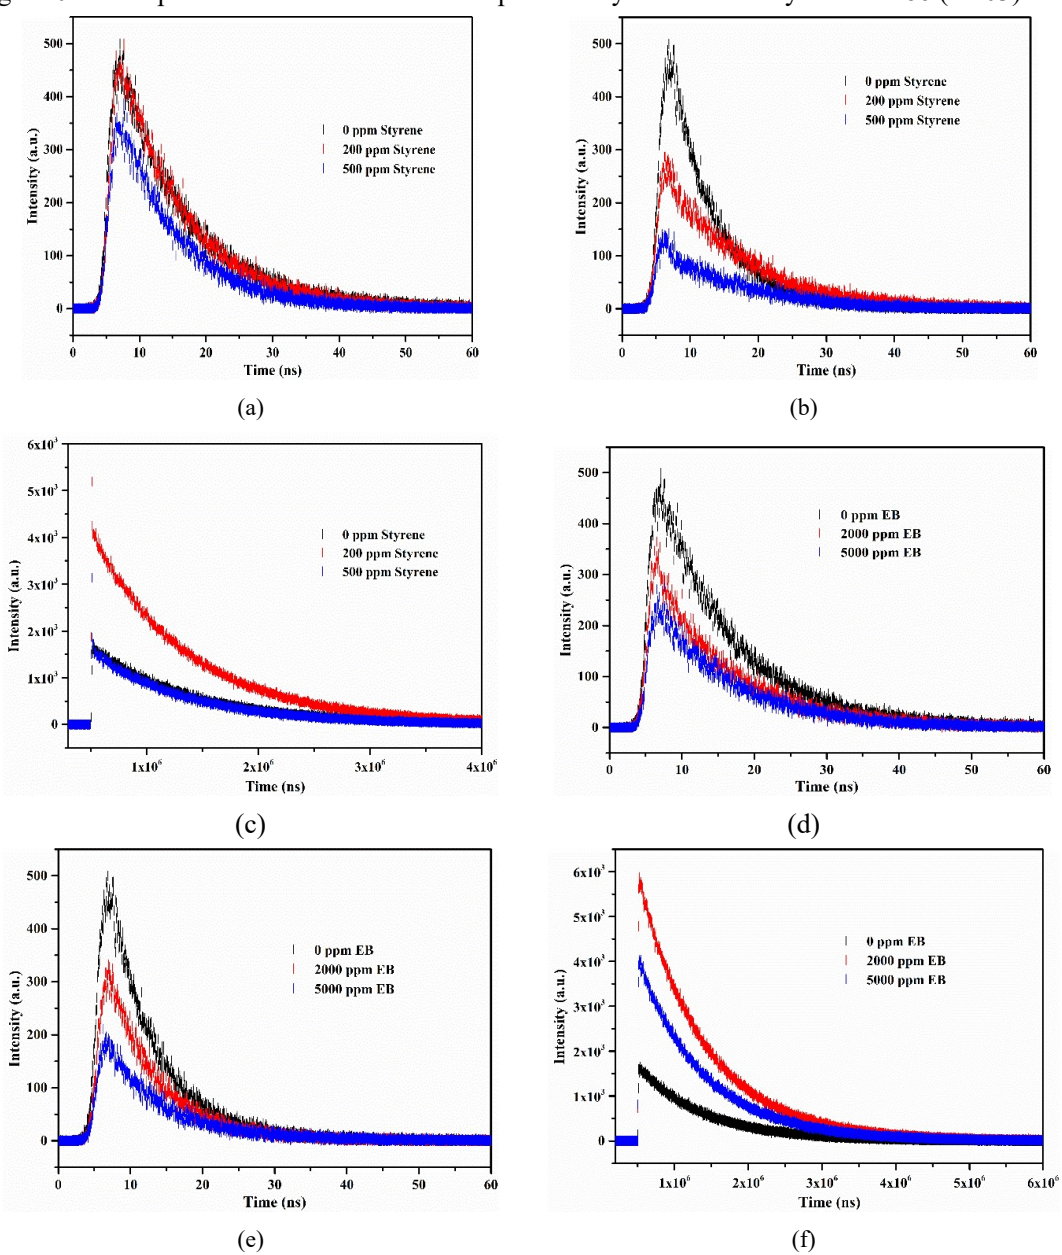 500
400
300
200
100
0
Intensity (a.u.)
0 ppm Styrene
200 ppm Styrene
500 ppm Styrene
0 10 20 30 40 50 60
Time (ns)
(a)
500
400
300
200
100
0
Intensity (a.u.)
0 ppm Styrene
200 ppm Styrene
500 ppm Styrene
0 10 20 30 40 50 60
Time (ns)
(b)
6x10³
5x10³
4x10³
3x10³
2x10³
1x10³
0
Intensity (a.u.)
0 ppm Styrene
200 ppm Styrene
500 ppm Styrene
1x10⁶ 2x10⁶ 3x10⁶ 4x10⁶
Time (ns)
(c)
500
400
300
200
100
0
Intensity (a.u.)
0 ppm EB
2000 ppm EB
5000 ppm EB
0 10 20 30 40 50 60
Time (ns)
(d)
500
400
300
200
100
0
Intensity (a.u.)
0 ppm EB
2000 ppm EB
5000 ppm EB
0 10 20 30 40 50 60
Time (ns)
(e)
6x10³
5x10³
4x10³
3x10³
2x10³
1x10³
0
Intensity (a.u.)
0 ppm EB
2000 ppm EB
5000 ppm EB
1x10⁶ 2x10⁶ 3x10⁶ 4x10⁶ 5x10⁶ 6x10⁶
Time (ns)
(f)